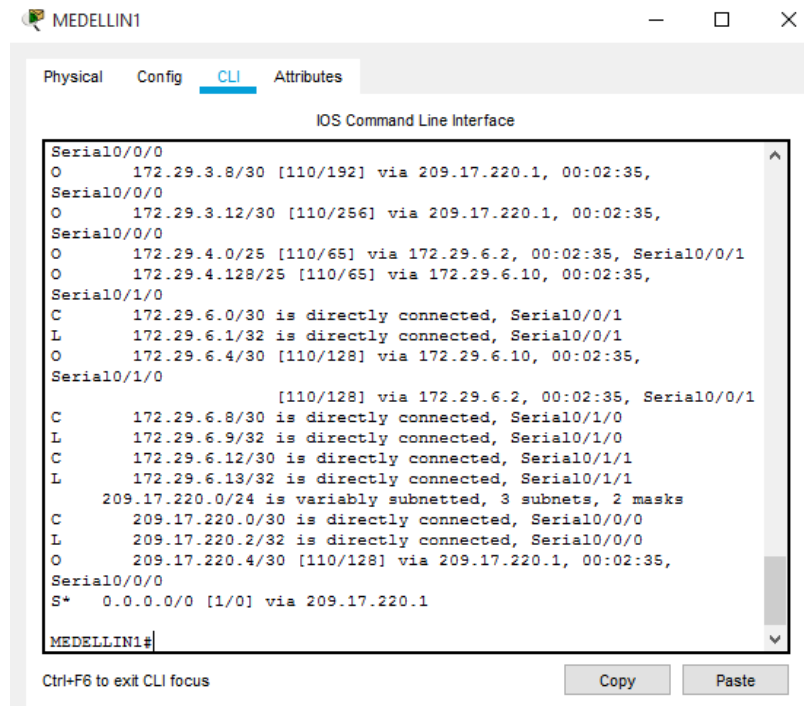 MEDELLIN1
Physical Config CLI Attributes
IOS Command Line Interface
Serial0/0/0
O       172.29.3.8/30 [110/192] via 209.17.220.1, 00:02:35,
Serial0/0/0
O       172.29.3.12/30 [110/256] via 209.17.220.1, 00:02:35,
Serial0/0/0
O       172.29.4.0/25 [110/65] via 172.29.6.2, 00:02:35, Serial0/0/1
O       172.29.4.128/25 [110/65] via 172.29.6.10, 00:02:35,
Serial0/1/0
C       172.29.6.0/30 is directly connected, Serial0/0/1
L       172.29.6.1/32 is directly connected, Serial0/0/1
O       172.29.6.4/30 [110/128] via 172.29.6.10, 00:02:35,
Serial0/1/0
                      [110/128] via 172.29.6.2, 00:02:35, Serial0/0/1
C       172.29.6.8/30 is directly connected, Serial0/1/0
L       172.29.6.9/32 is directly connected, Serial0/1/0
C       172.29.6.12/30 is directly connected, Serial0/1/1
L       172.29.6.13/32 is directly connected, Serial0/1/1
     209.17.220.0/24 is variably subnetted, 3 subnets, 2 masks
C       209.17.220.0/30 is directly connected, Serial0/0/0
L       209.17.220.2/32 is directly connected, Serial0/0/0
O       209.17.220.4/30 [110/128] via 209.17.220.1, 00:02:35,
Serial0/0/0
S*   0.0.0.0/0 [1/0] via 209.17.220.1
MEDELLIN1#
Ctrl+F6 to exit CLI focus
Copy Paste